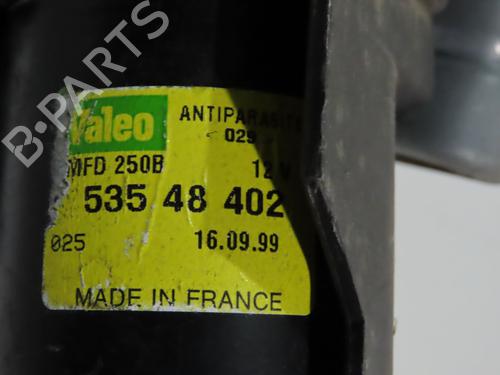 B-PARTS
Valeo
ANTIPARASITE
029
MFD 250B 12 V
535 48 402
025 16.09.99
MADE IN FRANCE